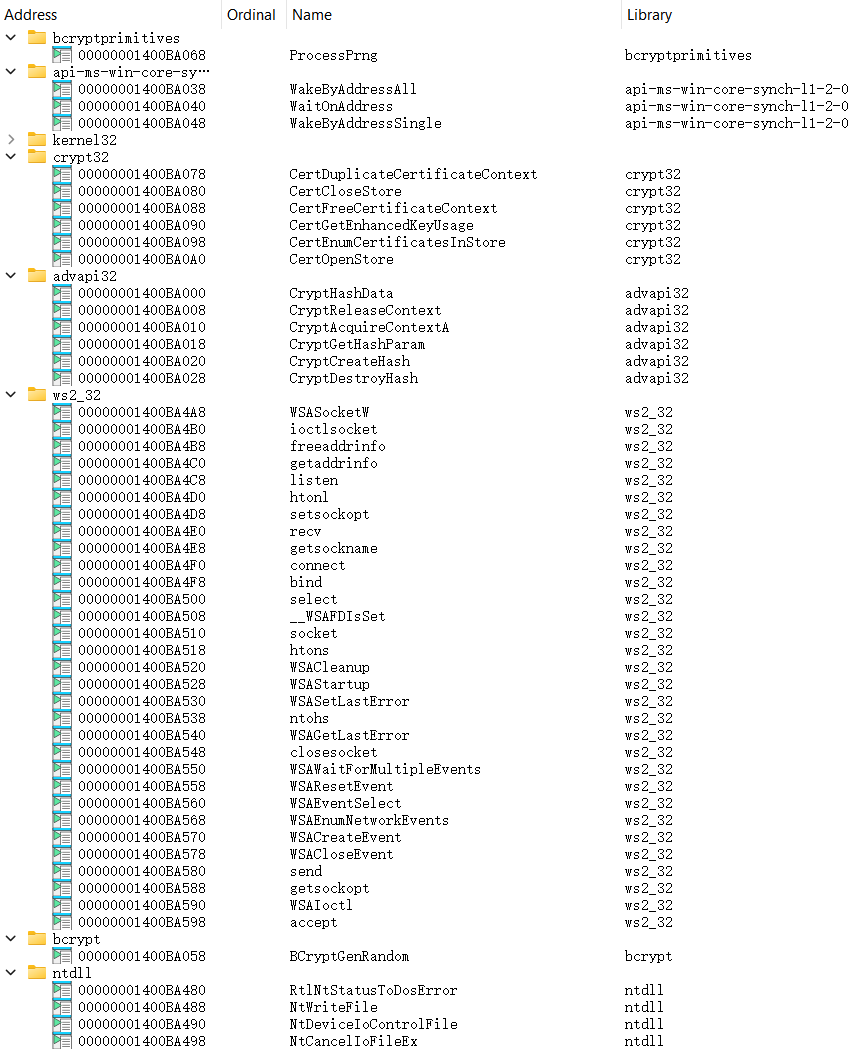 Address Ordinal Name Library
bcryptprimitives
00000001400BA068 ProcessPrng bcryptprimitives
api-ms-win-core-sy…
00000001400BA038 WakeByAddressAll api-ms-win-core-synch-l1-2-0
00000001400BA040 WaitOnAddress api-ms-win-core-synch-l1-2-0
00000001400BA048 WakeByAddressSingle api-ms-win-core-synch-l1-2-0
kernel32
crypt32
00000001400BA078 CertDuplicateCertificateContext crypt32
00000001400BA080 CertCloseStore crypt32
00000001400BA088 CertFreeCertificateContext crypt32
00000001400BA090 CertGetEnhancedKeyUsage crypt32
00000001400BA098 CertEnumCertificatesInStore crypt32
00000001400BA0A0 CertOpenStore crypt32
advapi32
00000001400BA000 CryptHashData advapi32
00000001400BA008 CryptReleaseContext advapi32
00000001400BA010 CryptAcquireContextA advapi32
00000001400BA018 CryptGetHashParam advapi32
00000001400BA020 CryptCreateHash advapi32
00000001400BA028 CryptDestroyHash advapi32
ws2_32
00000001400BA4A8 WSASocketW ws2_32
00000001400BA4B0 ioctlsocket ws2_32
00000001400BA4B8 freeaddrinfo ws2_32
00000001400BA4C0 getaddrinfo ws2_32
00000001400BA4C8 listen ws2_32
00000001400BA4D0 htonl ws2_32
00000001400BA4D8 setsockopt ws2_32
00000001400BA4E0 recv ws2_32
00000001400BA4E8 getsockname ws2_32
00000001400BA4F0 connect ws2_32
00000001400BA4F8 bind ws2_32
00000001400BA500 select ws2_32
00000001400BA508 __WSAFDIsSet ws2_32
00000001400BA510 socket ws2_32
00000001400BA518 htons ws2_32
00000001400BA520 WSACleanup ws2_32
00000001400BA528 WSAStartup ws2_32
00000001400BA530 WSASetLastError ws2_32
00000001400BA538 ntohs ws2_32
00000001400BA540 WSAGetLastError ws2_32
00000001400BA548 closesocket ws2_32
00000001400BA550 WSAWaitForMultipleEvents ws2_32
00000001400BA558 WSAResetEvent ws2_32
00000001400BA560 WSAEventSelect ws2_32
00000001400BA568 WSAEnumNetworkEvents ws2_32
00000001400BA570 WSACreateEvent ws2_32
00000001400BA578 WSACloseEvent ws2_32
00000001400BA580 send ws2_32
00000001400BA588 getsockopt ws2_32
00000001400BA590 WSAIoctl ws2_32
00000001400BA598 accept ws2_32
bcrypt
00000001400BA058 BCryptGenRandom bcrypt
ntdll
00000001400BA480 RtlNtStatusToDosError ntdll
00000001400BA488 NtWriteFile ntdll
00000001400BA490 NtDeviceIoControlFile ntdll
00000001400BA498 NtCancelIoFileEx ntdll